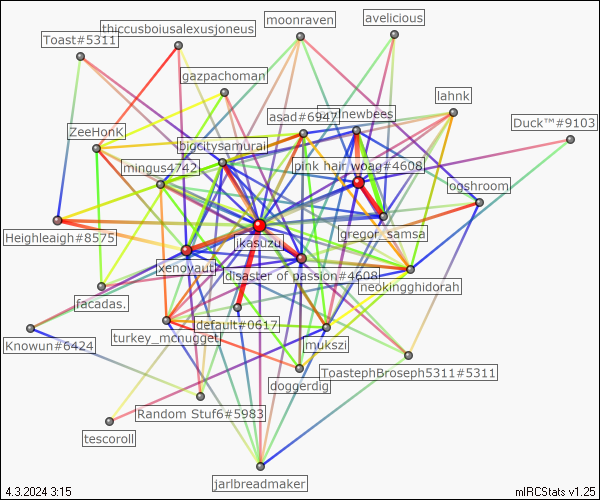 moonraven
avelicious
thiccusboiusalexusjoneus
Toast#5311
gazpachoman
lahnk
asad#6947
Duck™#9103
ZeeHonK
bigcitysamurai
mingus4742
pink hair woag#4608
ogshroom
Heighleaigh#8575
gregor_samsa
ikasuzu
xenoyauti
disaster of passion#4608
neokingghidorah
facadas.
default#0617
turkey_mcnugget
Knowun#6424
mukszi
ToastephBroseph5311#5311
doggerdig
Random Stuf6#5983
tescoroll
jarlbreadmaker
4.3.2024 3:15
mIRCStats v1.25